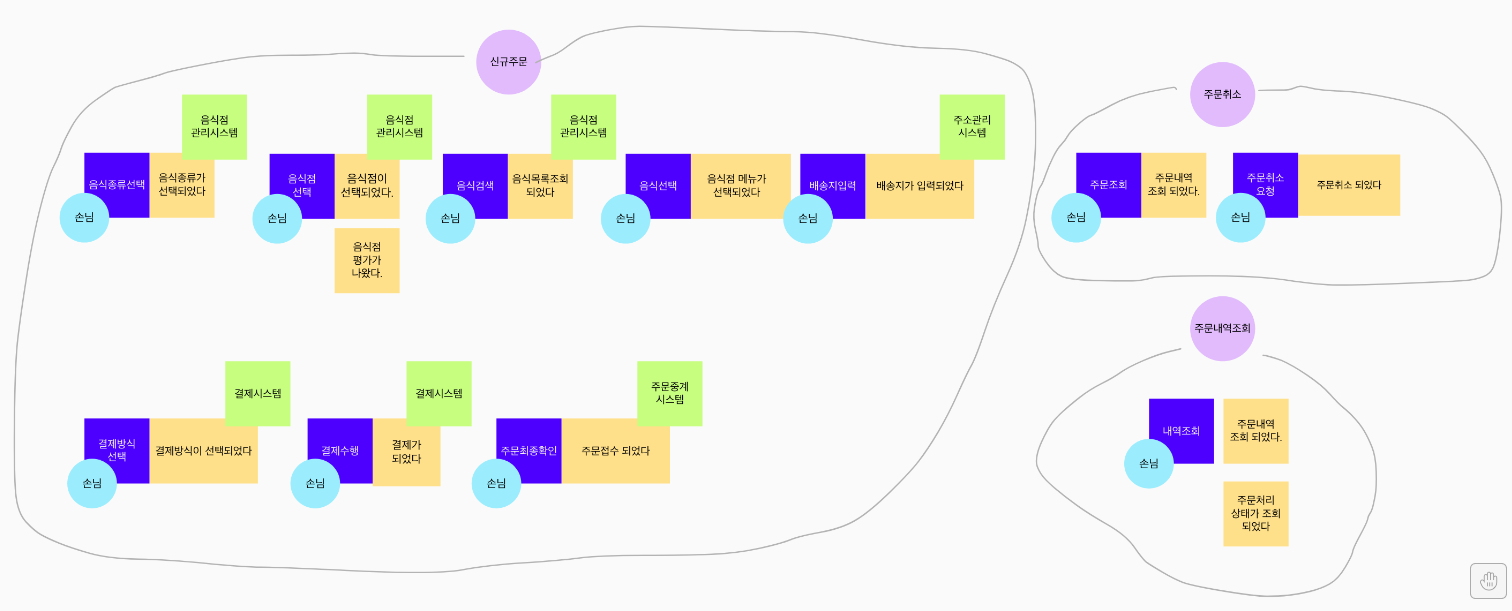 신규주문
음식점
관리시스템
음식종류선택
음식종류가
선택되었다
손님
음식점
관리시스템
음식점
선택
음식점이
선택되었다.
손님
음식점
평가가
나왔다.
음식점
관리시스템
음식검색
음식목록조회
되었다
손님
음식선택
음식점 메뉴가
선택되었다
손님
주소관리
시스템
배송지입력
배송지가 입력되었다
손님
결제시스템
결제방식
선택
결제방식이 선택되었다
손님
결제시스템
결제수행
결제가
되었다
손님
주문중계
시스템
주문최종확인
주문접수 되었다
손님
주문취소
주문조회
주문내역
조회 되었다.
손님
주문취소
요청
주문취소 되었다
손님
주문내역조회
내역조회
주문내역
조회 되었다.
손님
주문처리
상태가 조회
되었다